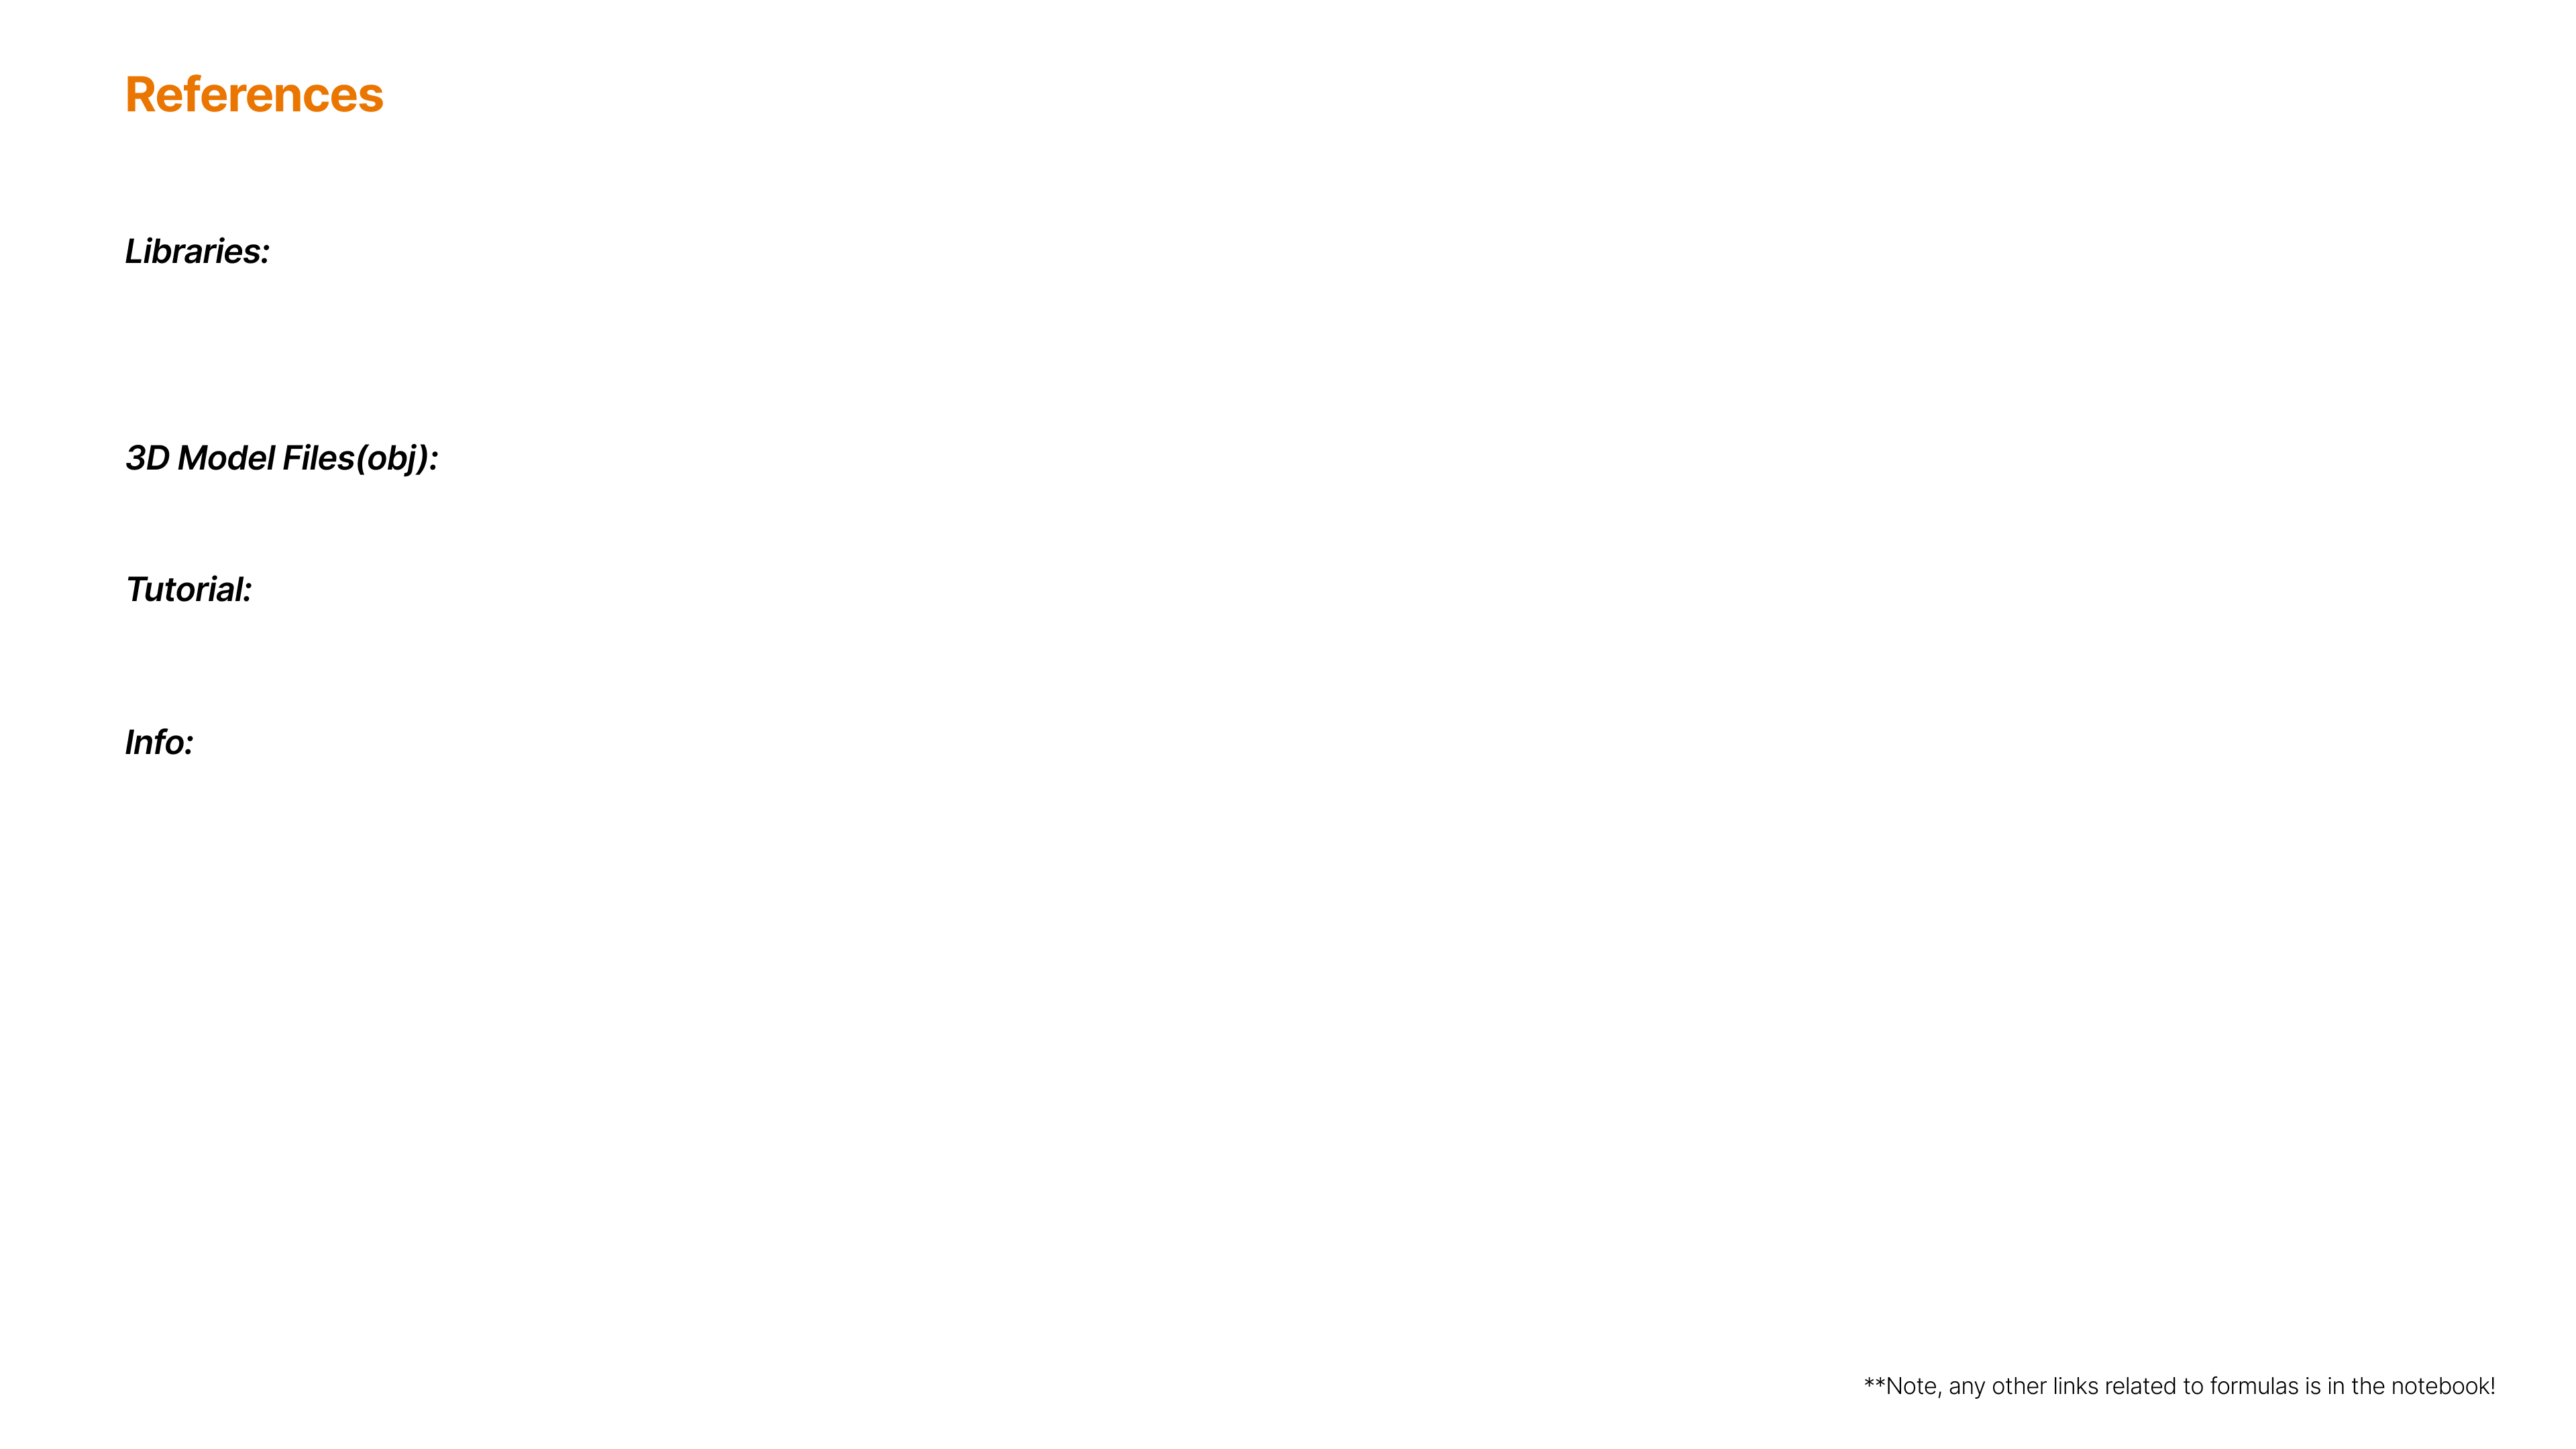 References
Libraries:
3D Model Files(obj):
Tutorial:
Info:
**Note, any other links related to formulas is in the notebook!